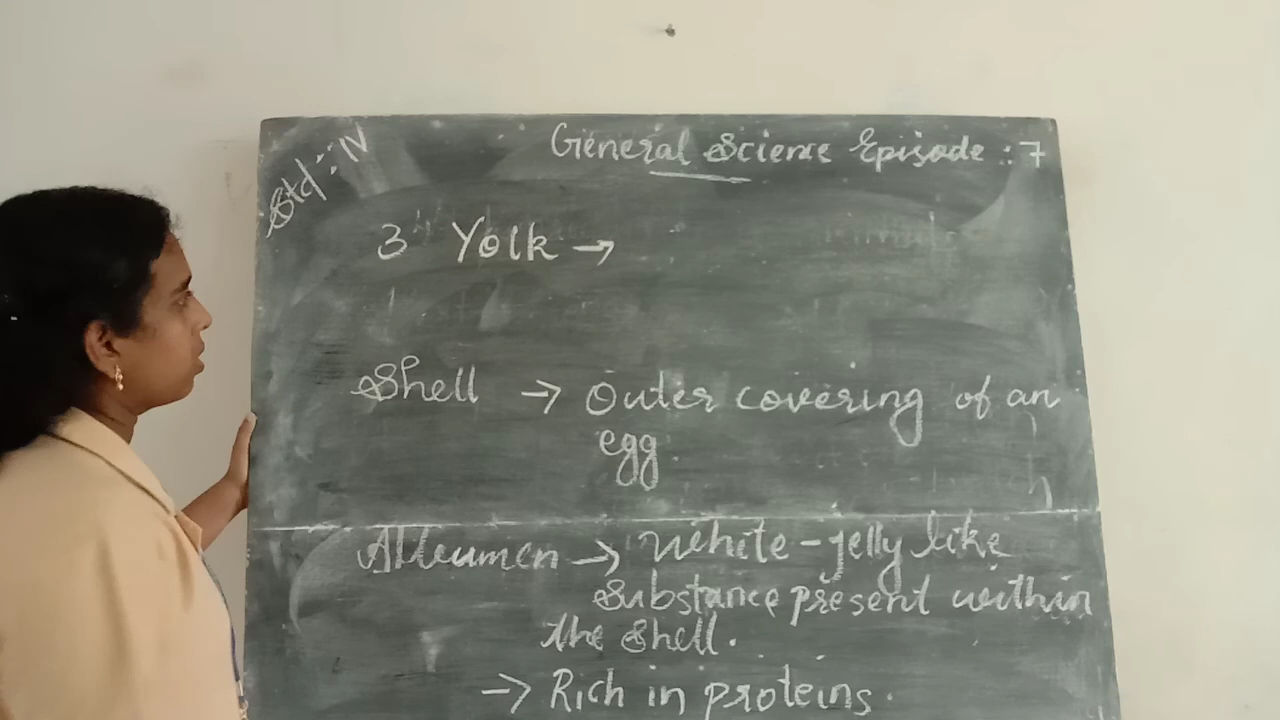 Std: IV
General Science Episode : 7
3 Yolk →
Shell → Outer covering of an
egg.
Albumen → White - jelly like
substance present within
the shell.
→ Rich in proteins.